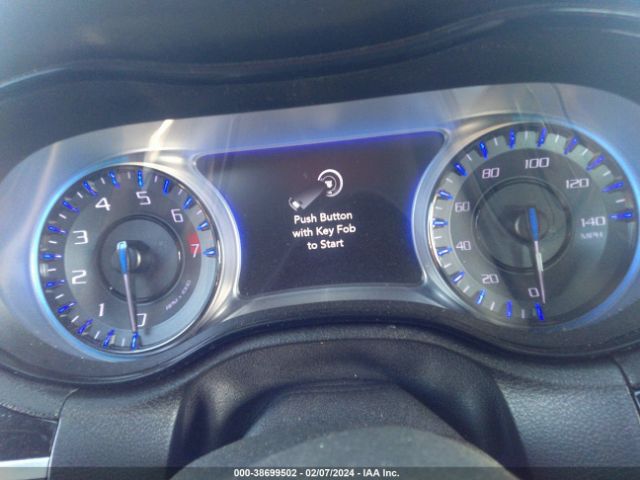 Push Button
with Key Fob
to Start
0 1 2 3 4 5 6 7
0 20 40 60 80 100 120 140
MPH
000-38699502 / 02/07/2024 - IAA Inc.